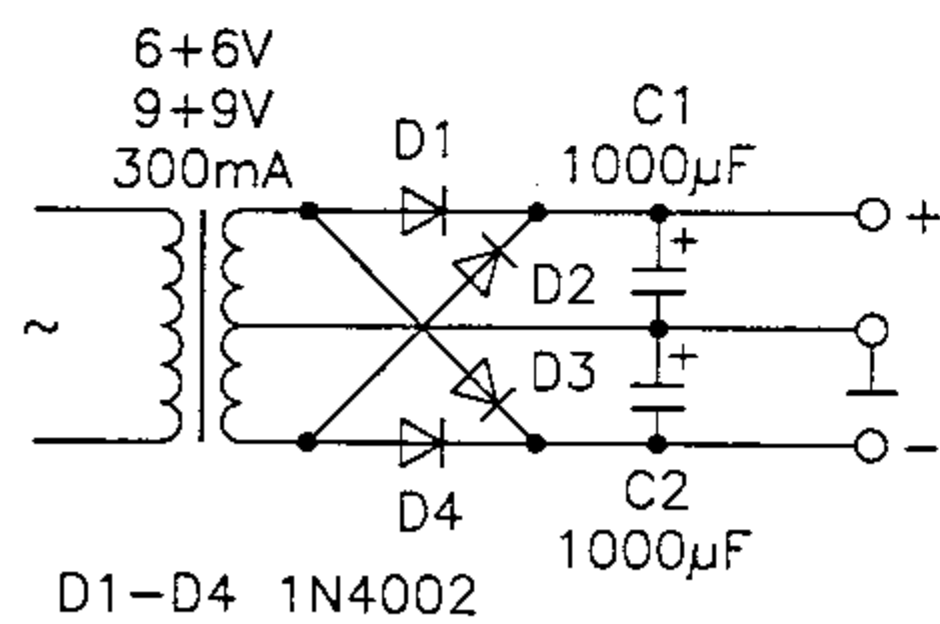 6+6V
9+9V
300mA
D1
C1
1000µF
+
+
D2
~
D3
+
D4
−
C2
1000µF
D1−D4 1N4002